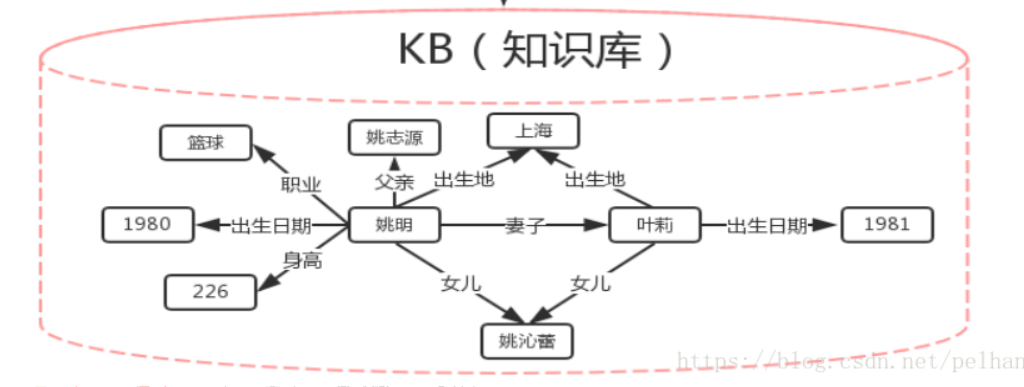 KB（知识库）
篮球
姚志源
上海
职业
父亲
出生地
出生地
1980
出生日期
姚明
妻子
叶莉
出生日期
1981
身高
226
女儿
女儿
姚沁蕾
https://blog.csdn.net/pelhan